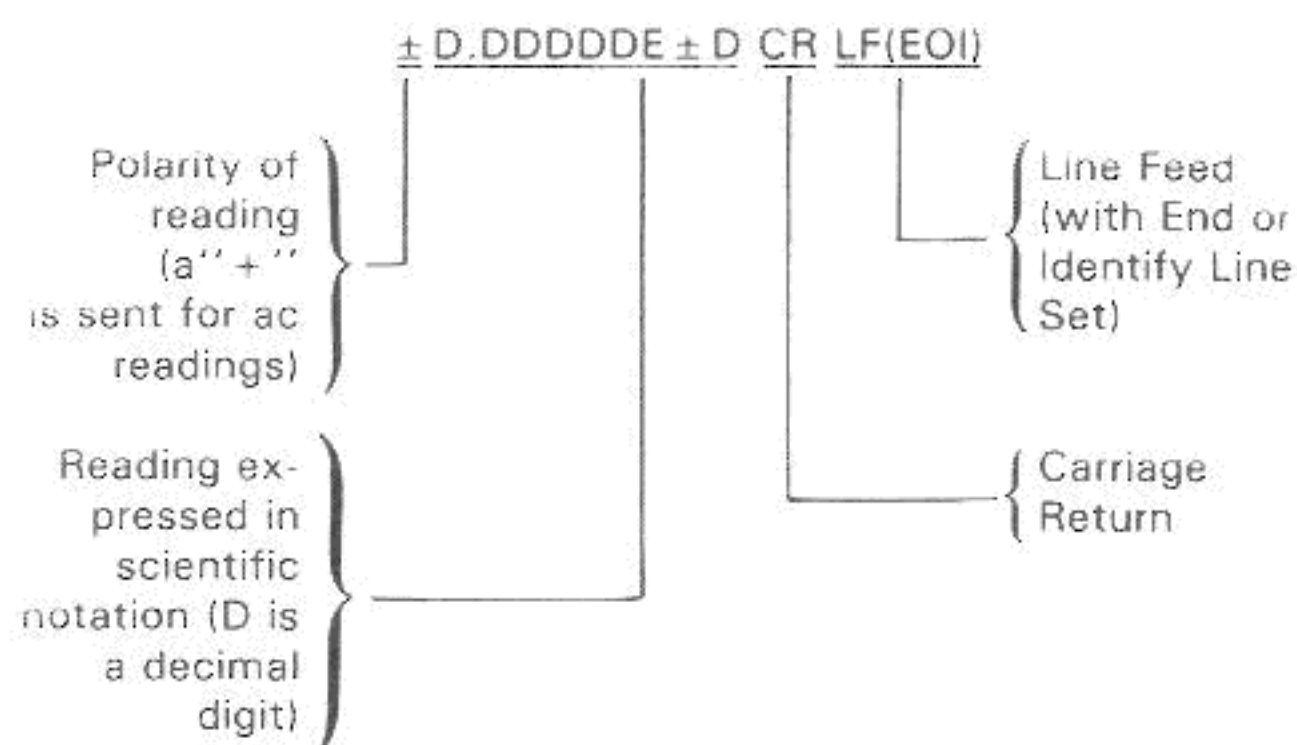 ± D.DDDDDE ± D CR LF(EOI)
Polarity of
reading
(a'' + ''
is sent for ac
readings)
Line Feed
(with End or
Identify Line
Set)
Reading ex-
pressed in
scientific
notation (D is
a decimal
digit)
Carriage
Return